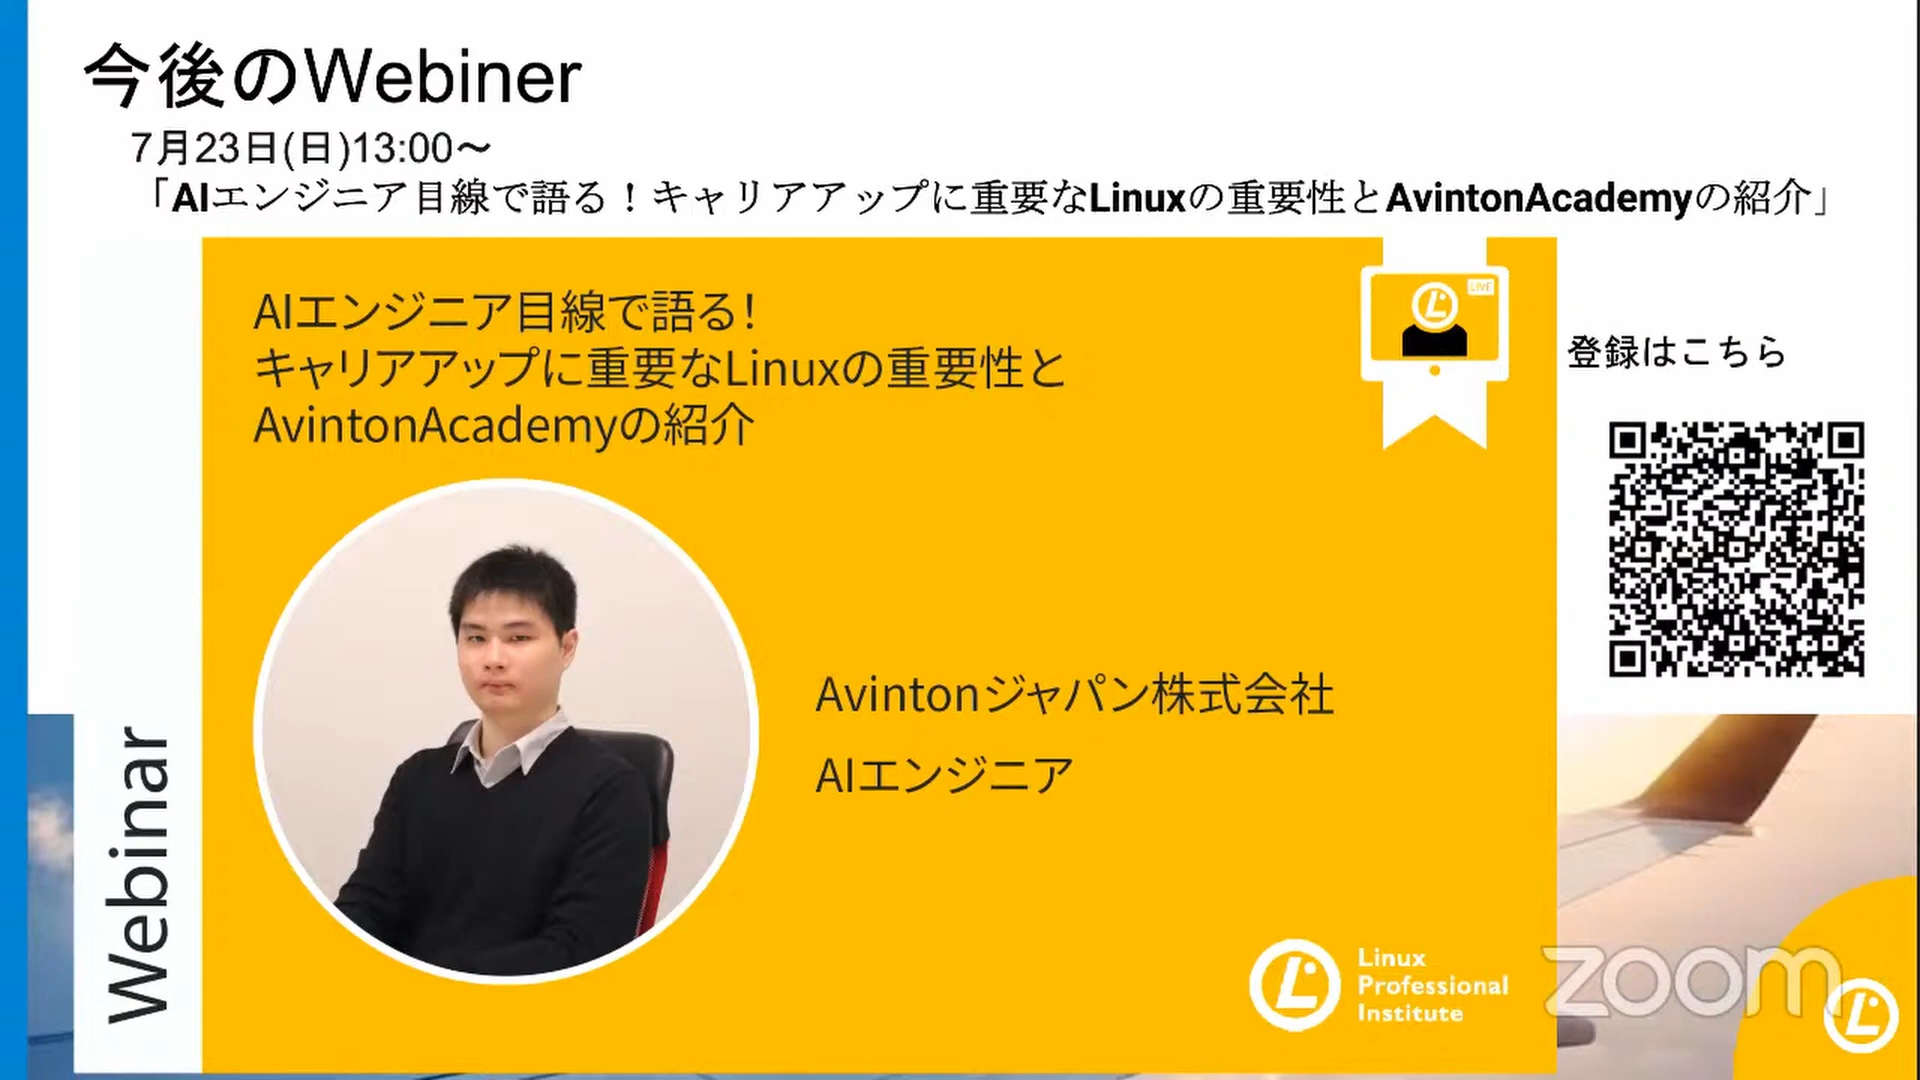 今後のWebiner
7月23日(日)13:00〜
「AIエンジニア目線で語る！キャリアアップに重要なLinuxの重要性とAvintonAcademyの紹介」
AIエンジニア目線で語る！
キャリアアップに重要なLinuxの重要性と
AvintonAcademyの紹介
LIVE
登録はこちら
Avintonジャパン株式会社
AIエンジニア
Webinar
Linux
Professional
Institute
zoom